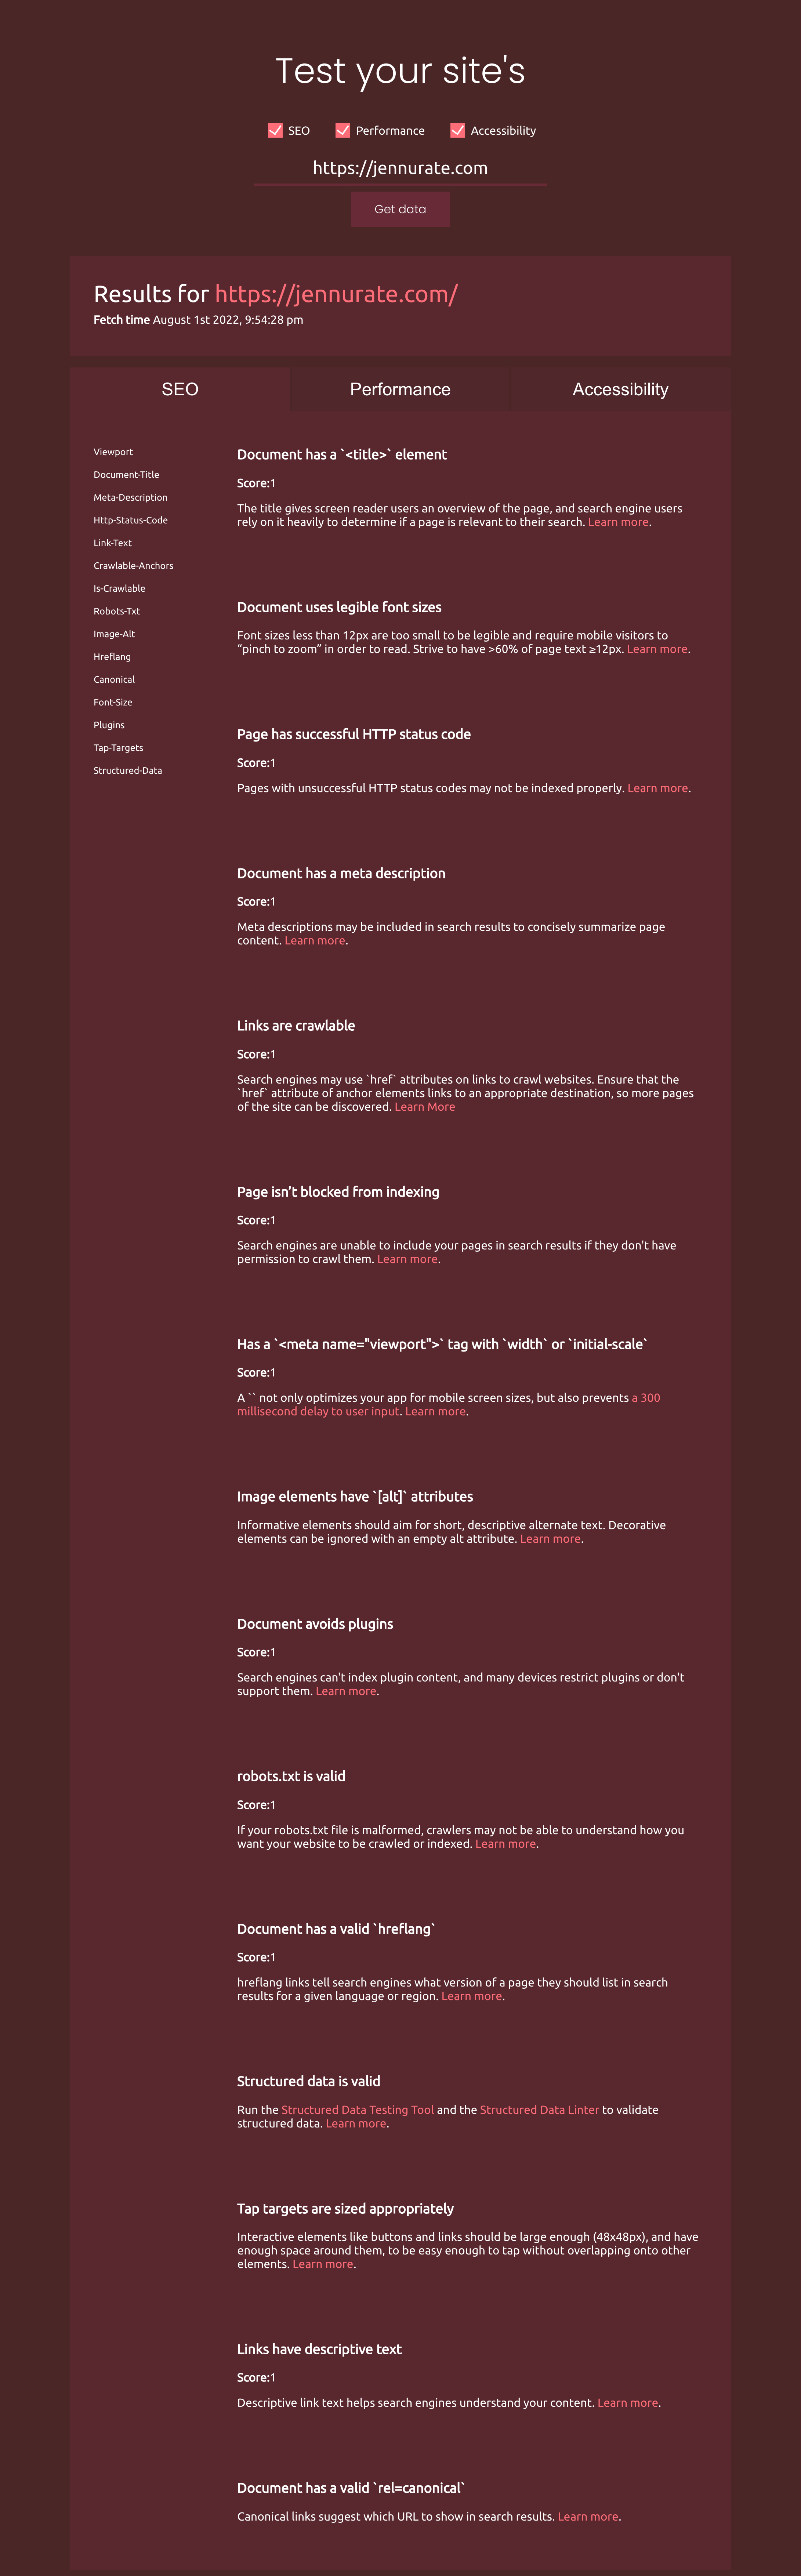 Test your site's
SEO
Performance
Accessibility
https://jennurate.com
Get data
Results for https://jennurate.com/
Fetch time August 1st 2022, 9:54:28 pm
SEO
Performance
Accessibility
Viewport
Document-Title
Meta-Description
Http-Status-Code
Link-Text
Crawlable-Anchors
Is-Crawlable
Robots-Txt
Image-Alt
Hreflang
Canonical
Font-Size
Plugins
Tap-Targets
Structured-Data
Document has a `<title>` element
Score:1
The title gives screen reader users an overview of the page, and search engine users
rely on it heavily to determine if a page is relevant to their search. Learn more.
Document uses legible font sizes
Font sizes less than 12px are too small to be legible and require mobile visitors to
“pinch to zoom” in order to read. Strive to have >60% of page text ≥12px. Learn more.
Page has successful HTTP status code
Score:1
Pages with unsuccessful HTTP status codes may not be indexed properly. Learn more.
Document has a meta description
Score:1
Meta descriptions may be included in search results to concisely summarize page
content. Learn more.
Links are crawlable
Score:1
Search engines may use `href` attributes on links to crawl websites. Ensure that the
`href` attribute of anchor elements links to an appropriate destination, so more pages
of the site can be discovered. Learn More
Page isn’t blocked from indexing
Score:1
Search engines are unable to include your pages in search results if they don't have
permission to crawl them. Learn more.
Has a `<meta name="viewport">` tag with `width` or `initial-scale`
Score:1
A `` not only optimizes your app for mobile screen sizes, but also prevents a 300
millisecond delay to user input. Learn more.
Image elements have `[alt]` attributes
Informative elements should aim for short, descriptive alternate text. Decorative
elements can be ignored with an empty alt attribute. Learn more.
Document avoids plugins
Score:1
Search engines can't index plugin content, and many devices restrict plugins or don't
support them. Learn more.
robots.txt is valid
Score:1
If your robots.txt file is malformed, crawlers may not be able to understand how you
want your website to be crawled or indexed. Learn more.
Document has a valid `hreflang`
Score:1
hreflang links tell search engines what version of a page they should list in search
results for a given language or region. Learn more.
Structured data is valid
Run the Structured Data Testing Tool and the Structured Data Linter to validate
structured data. Learn more.
Tap targets are sized appropriately
Interactive elements like buttons and links should be large enough (48x48px), and have
enough space around them, to be easy enough to tap without overlapping onto other
elements. Learn more.
Links have descriptive text
Score:1
Descriptive link text helps search engines understand your content. Learn more.
Document has a valid `rel=canonical`
Canonical links suggest which URL to show in search results. Learn more.